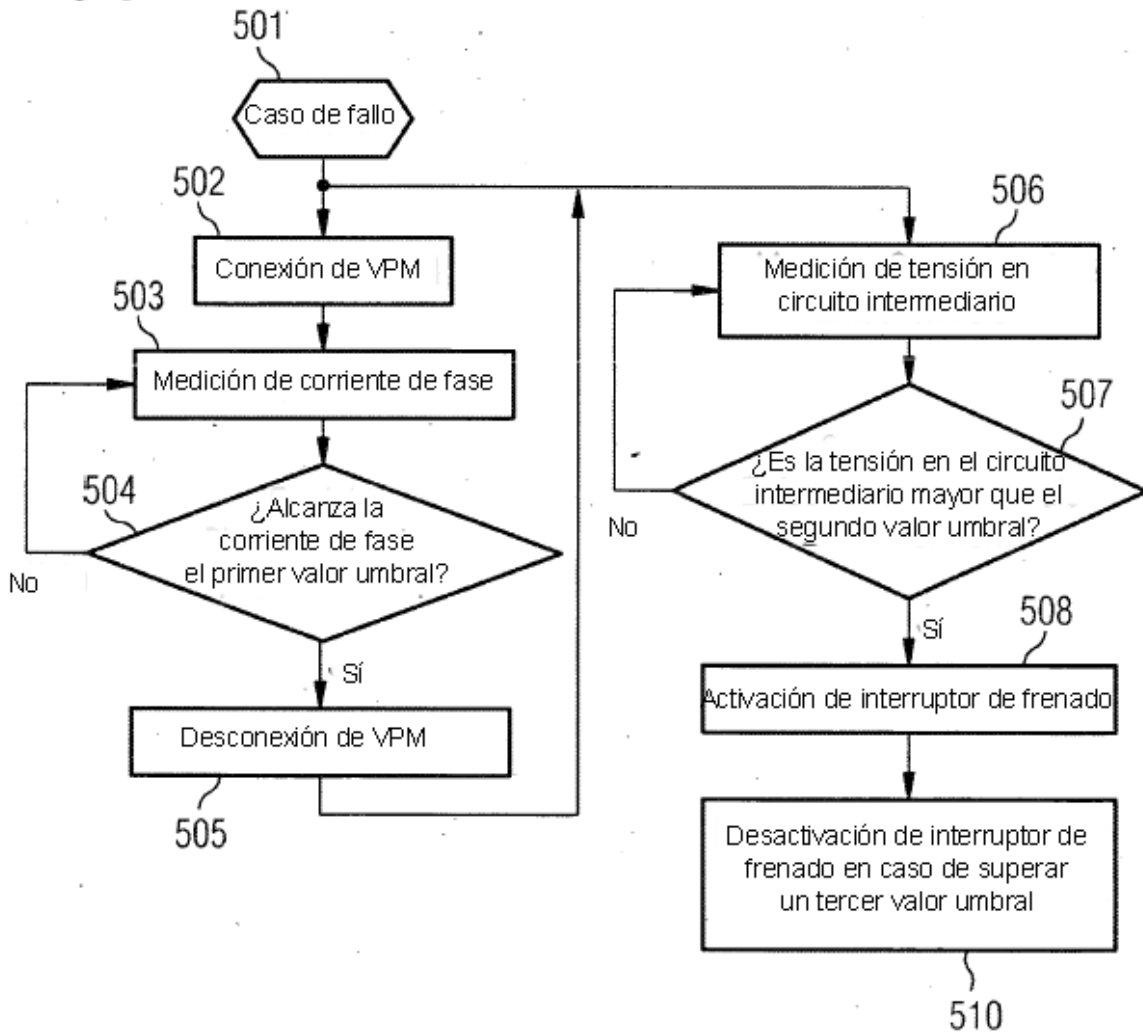 501
Caso de fallo
502
Conexión de VPM
503
Medición de corriente de fase
504
¿Alcanza la
corriente de fase
el primer valor umbral?
No
Sí
Desconexión de VPM
505
506
Medición de tensión en
circuito intermediario
507
¿Es la tensión en el circuito
intermediario mayor que el
segundo valor umbral?
No
Sí
508
Activación de interruptor de frenado
Desactivación de interruptor de
frenado en caso de superar
un tercer valor umbral
510